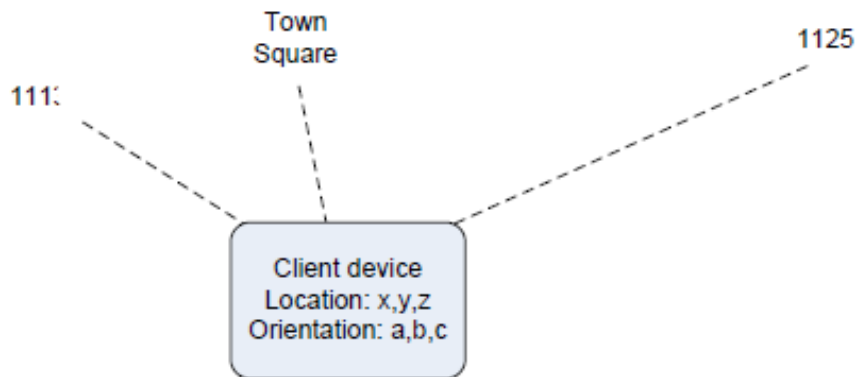 Town
Square
1125
Client device
Location: x,y,z
Orientation: a,b,c